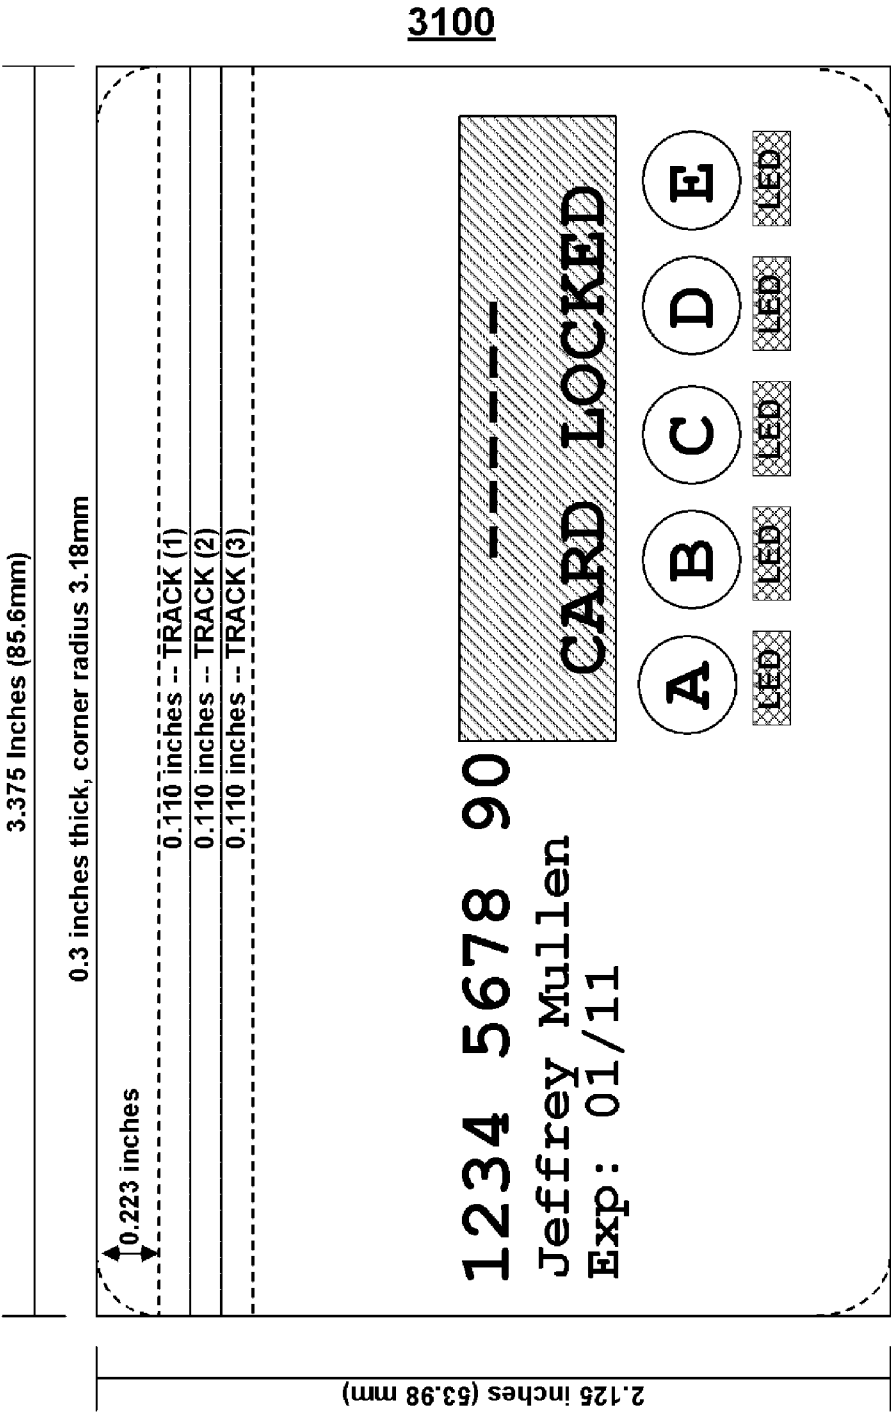 3100
3.375 Inches (85.6mm)
0.3 inches thick, corner radius 3.18mm
0.223 inches
0.110 inches -- TRACK (1)
0.110 inches -- TRACK (2)
0.110 inches -- TRACK (3)
1234 5678 90 – – – – – –
Jeffrey Mullen
CARD LOCKED
Exp: 01/11
A B C D E
LED LED LED LED LED
2.125 inches (53.98 mm)